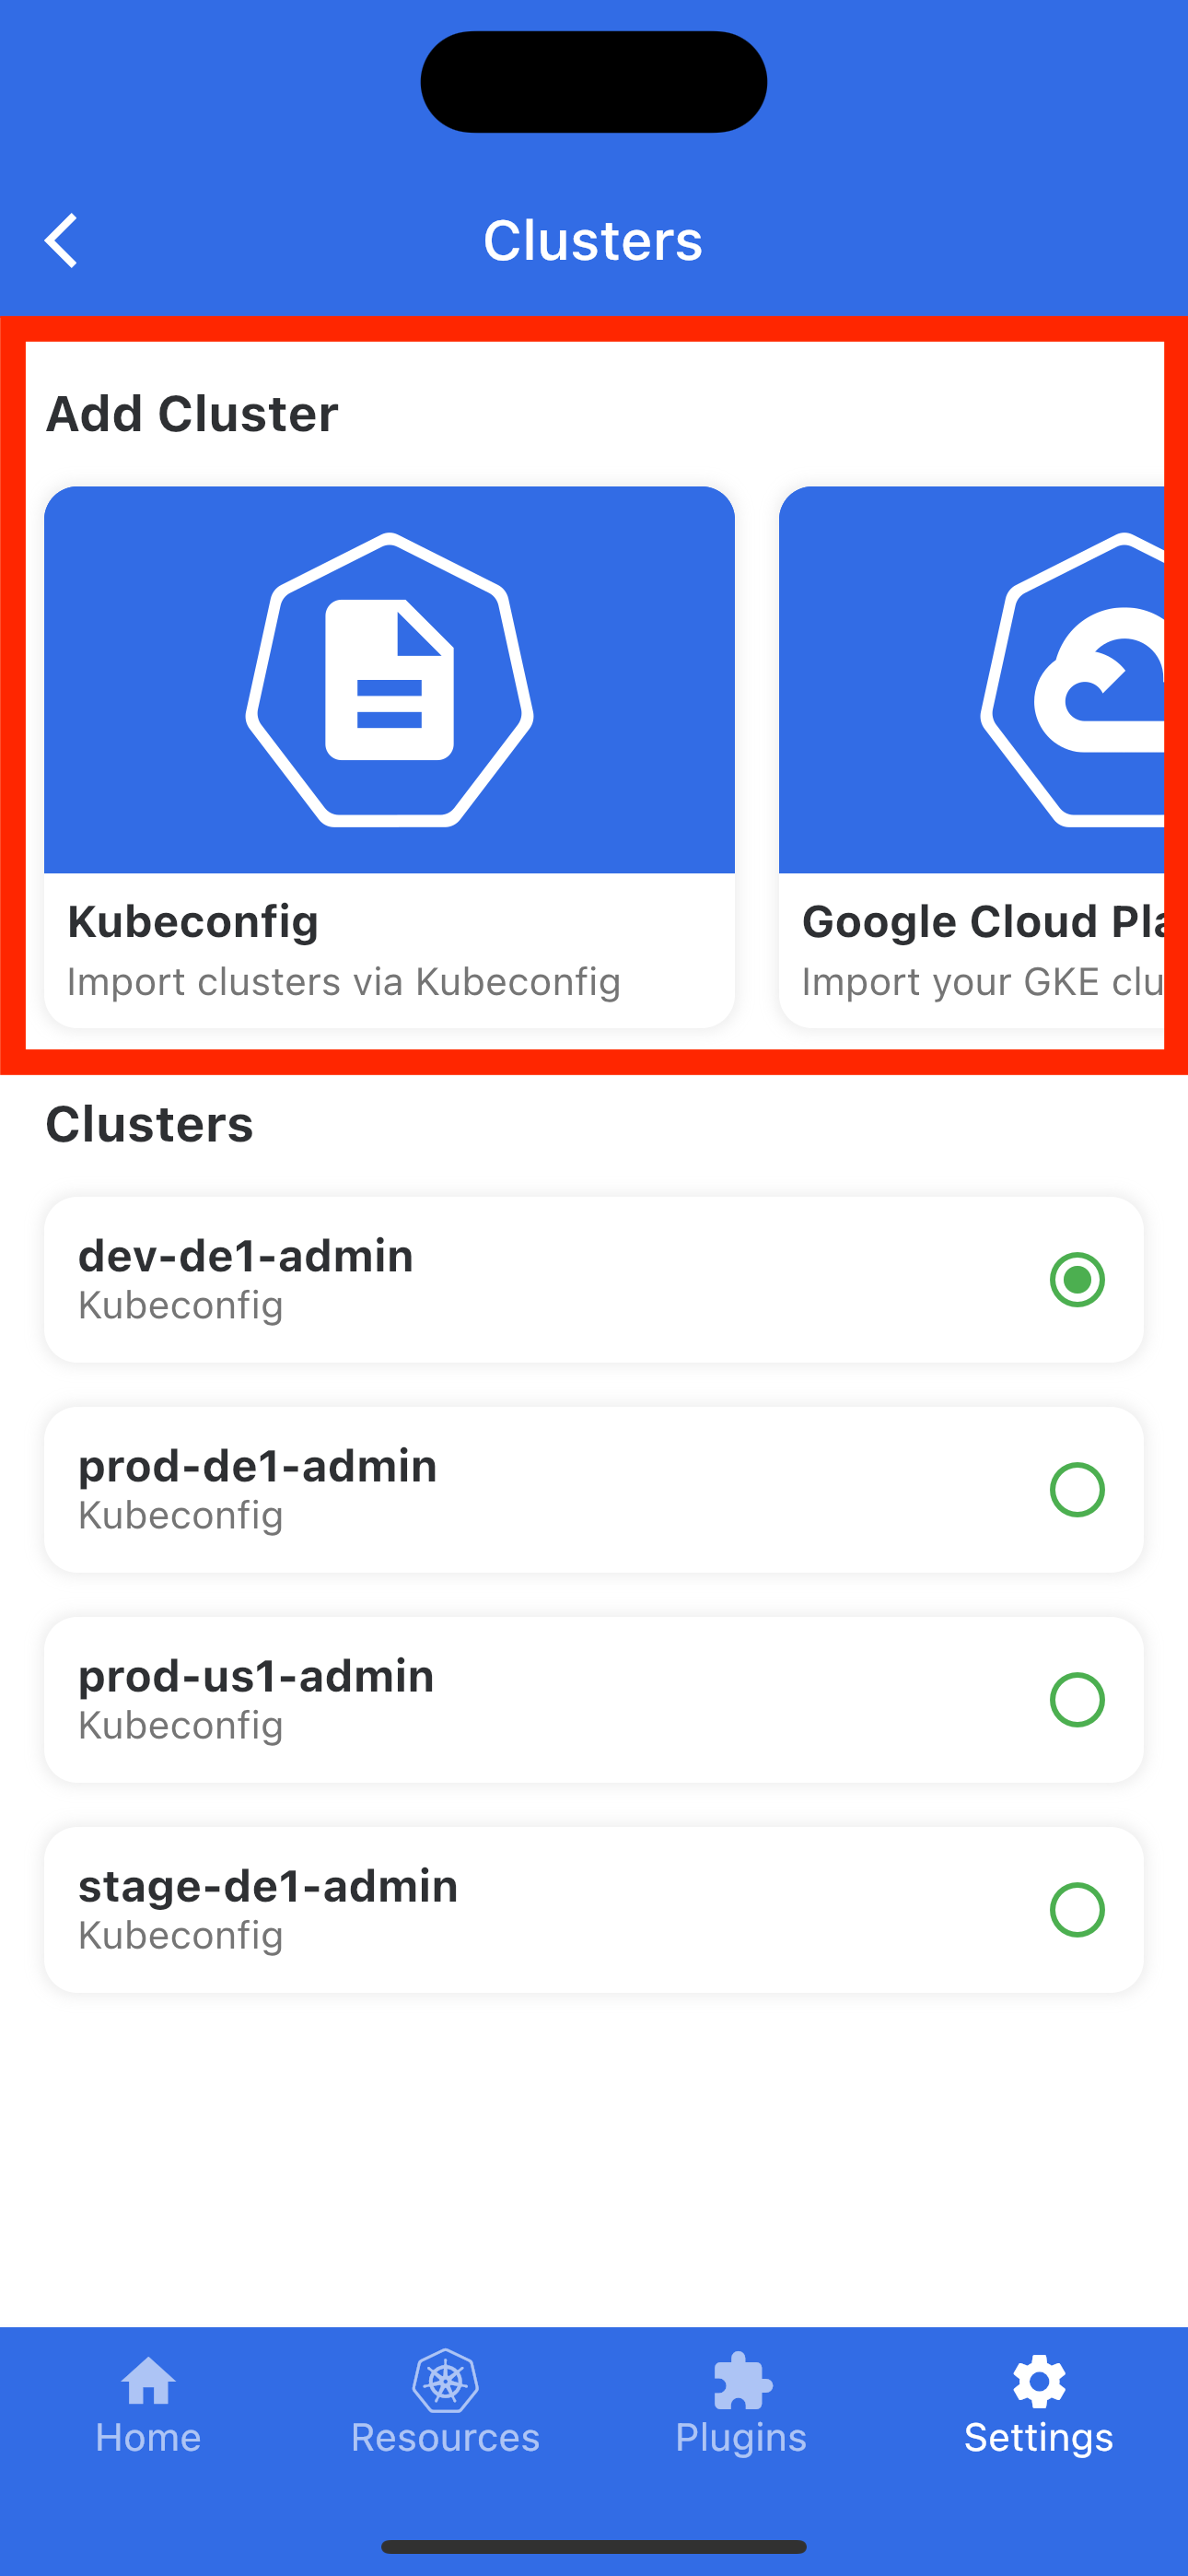 Clusters
Add Cluster
Kubeconfig
Import clusters via Kubeconfig
Google Cloud Pla
Import your GKE clu
Clusters
dev-de1-admin
Kubeconfig
prod-de1-admin
Kubeconfig
prod-us1-admin
Kubeconfig
stage-de1-admin
Kubeconfig
Home
Resources
Plugins
Settings